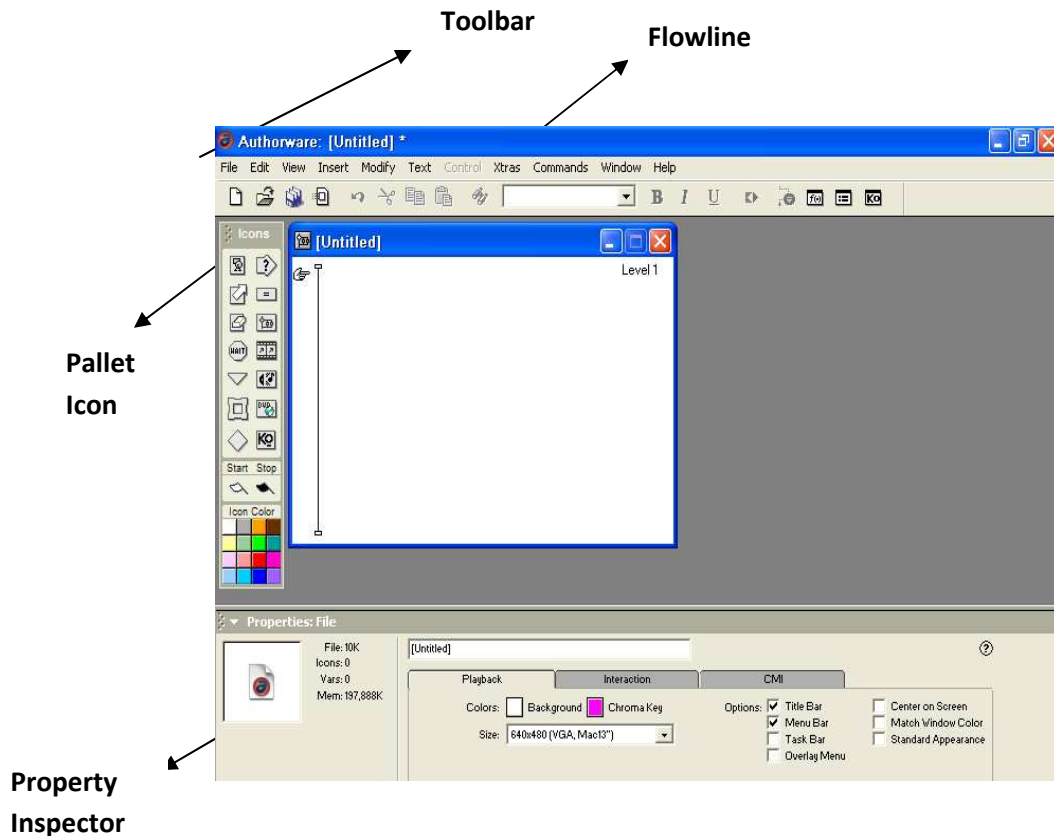 Toolbar
Flowline
Authorware: [Untitled] *
File Edit View Insert Modify Text Control Xtras Commands Window Help
B I U
Icons
[Untitled]
Level 1
WAIT
DVD
KO
Pallet
Icon
Start Stop
Icon Color
Properties: File
File: 10K
Icons: 0
Vars: 0
Mem: 197,888K
[Untitled]
Playback Interaction CMI
Colors: Background Chroma Key
Size: 640x480 (VGA, Mac13")
Options: Title Bar
Menu Bar
Task Bar
Overlay Menu
Center on Screen
Match Window Color
Standard Appearance
Property
Inspector